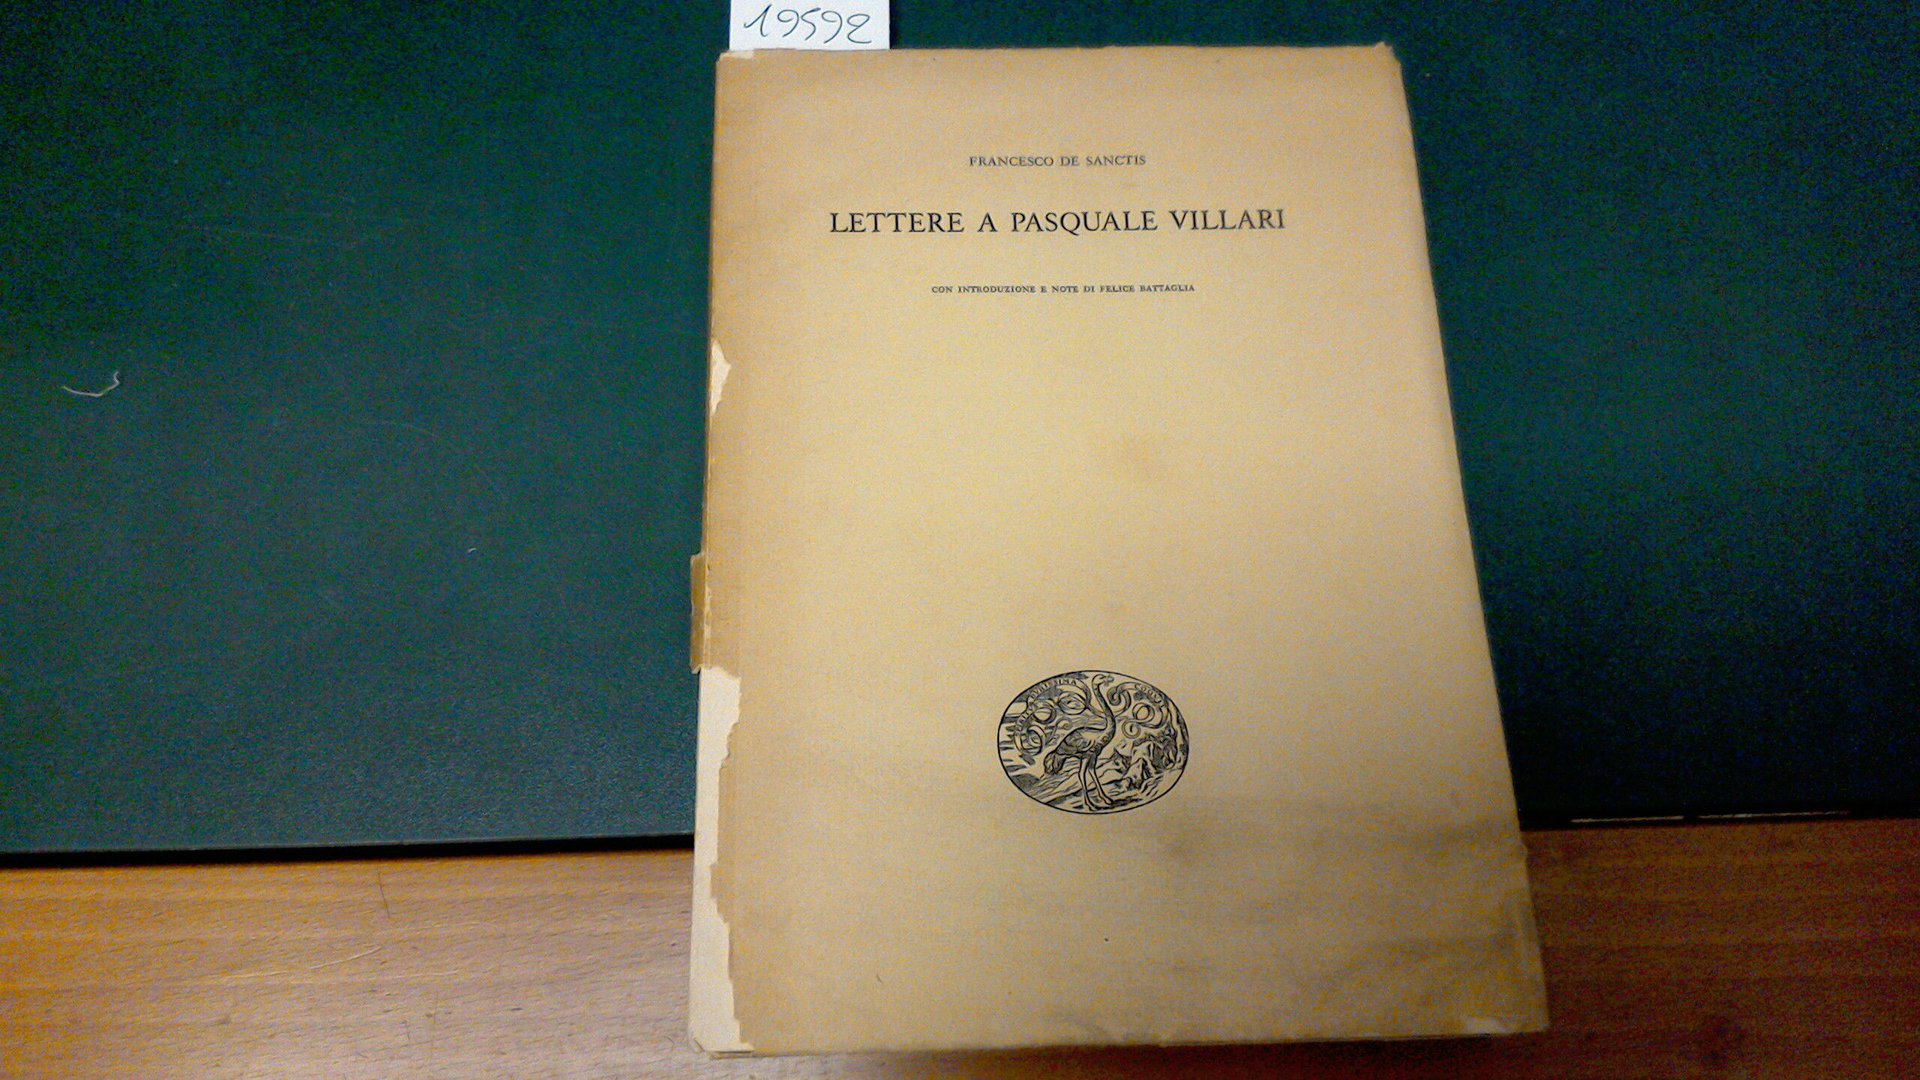 19592
FRANCESCO DE SANCTIS
LETTERE A PASQUALE VILLARI
CON INTRODUZIONE E NOTE DI FELICE BATTAGLIA